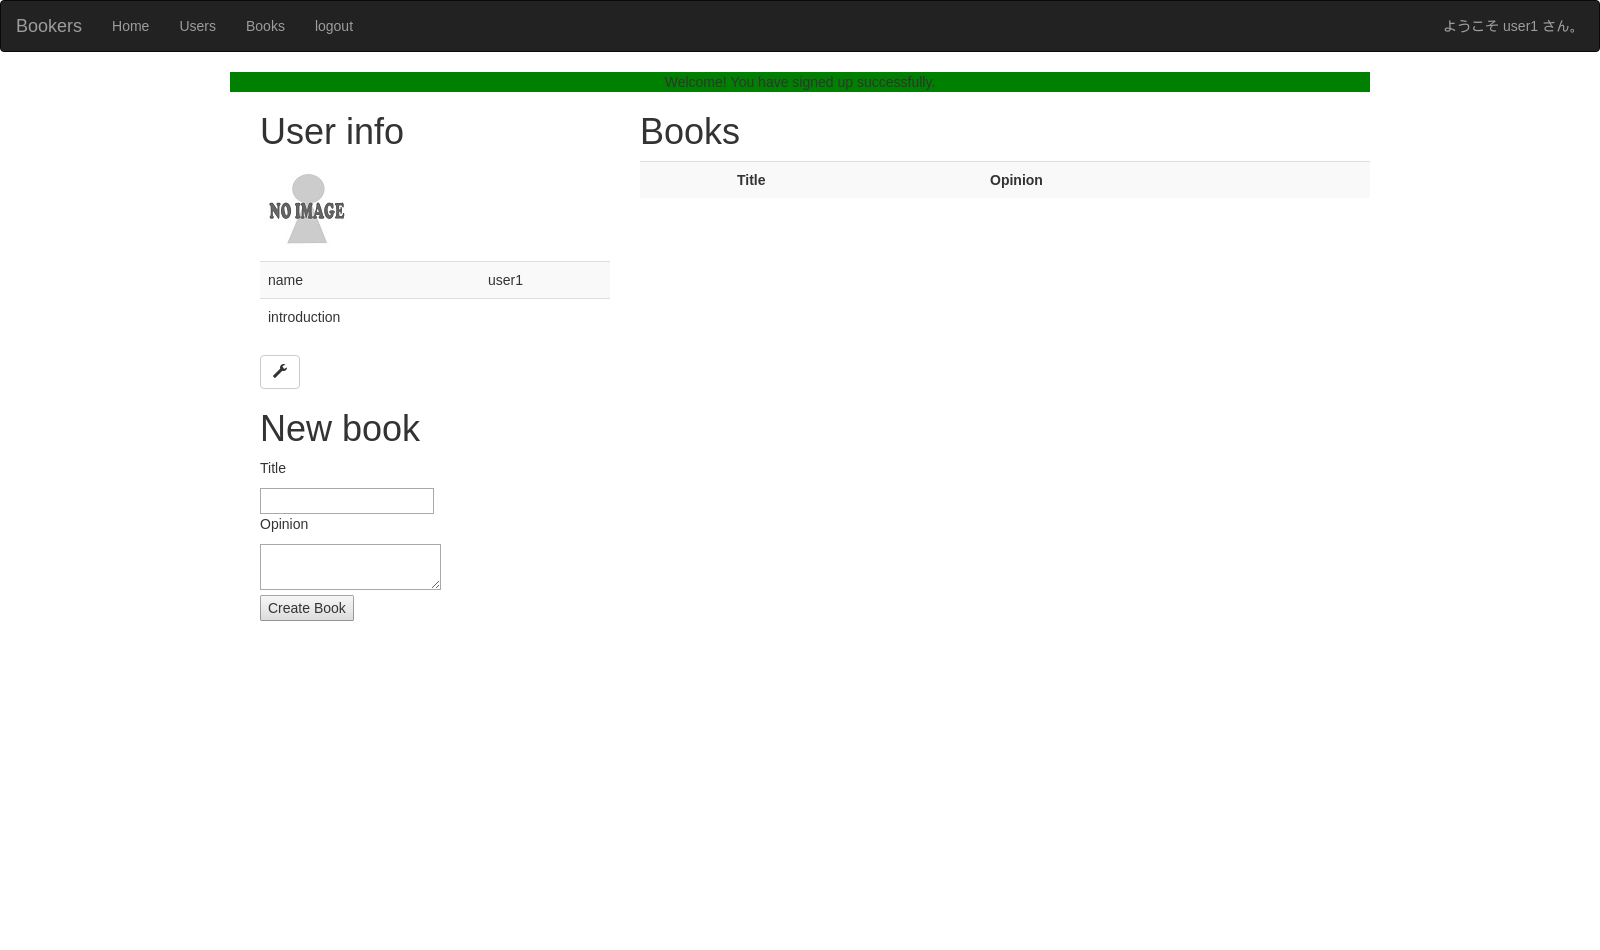 Bookers Home Users Books logout ようこそ user1 さん。
Welcome! You have signed up successfully.
User info
NO IMAGE
name user1
introduction
New book
Title
Opinion
Create Book
Books
Title Opinion